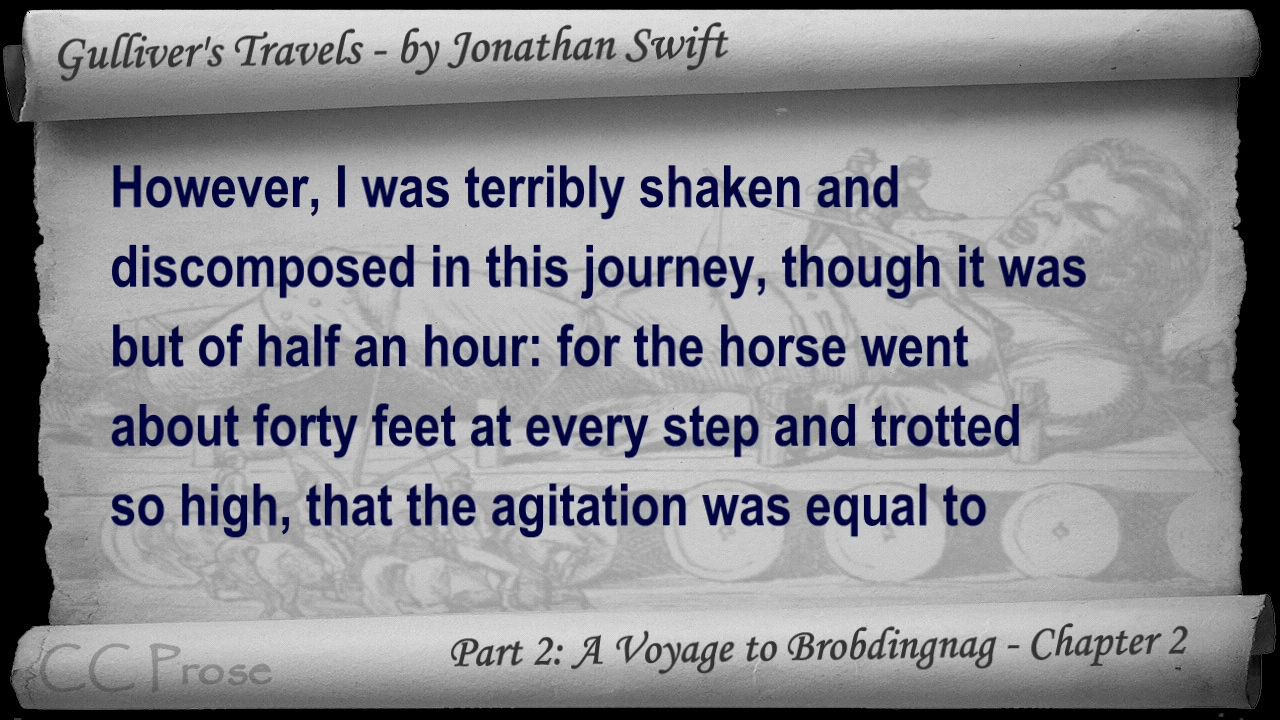 Gulliver's Travels - by Jonathan Swift
However, I was terribly shaken and
discomposed in this journey, though it was
but of half an hour: for the horse went
about forty feet at every step and trotted
so high, that the agitation was equal to
Part 2: A Voyage to Brobdingnag - Chapter 2
CC Prose